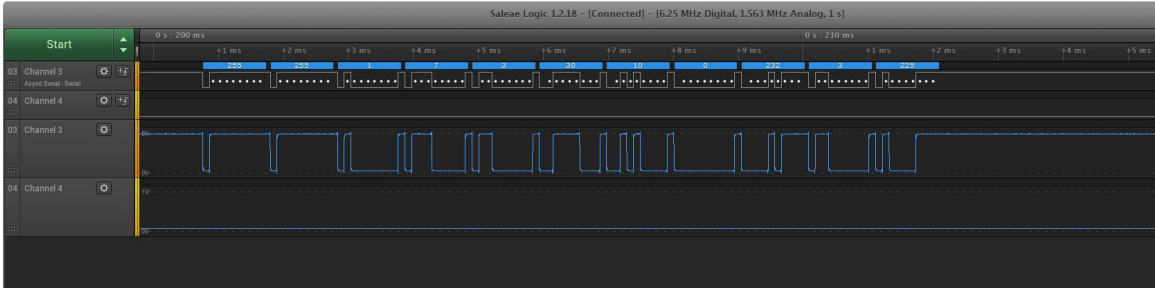 Saleae Logic 1.2.18 - [Connected] - [6.25 MHz Digital, 1.563 MHz Analog, 1 s]
Start
0 s : 200 ms
0 s : 210 ms
+1 ms +2 ms +3 ms +4 ms +5 ms +6 ms +7 ms +8 ms +9 ms +1 ms +2 ms +3 ms +4 ms +5 ms
03 Channel 3
Async Serial - Serial
255 255 1 7 3 30 10 0 232 3 225
04 Channel 4
03 Channel 3
5V
0V
04 Channel 4
1V
0V